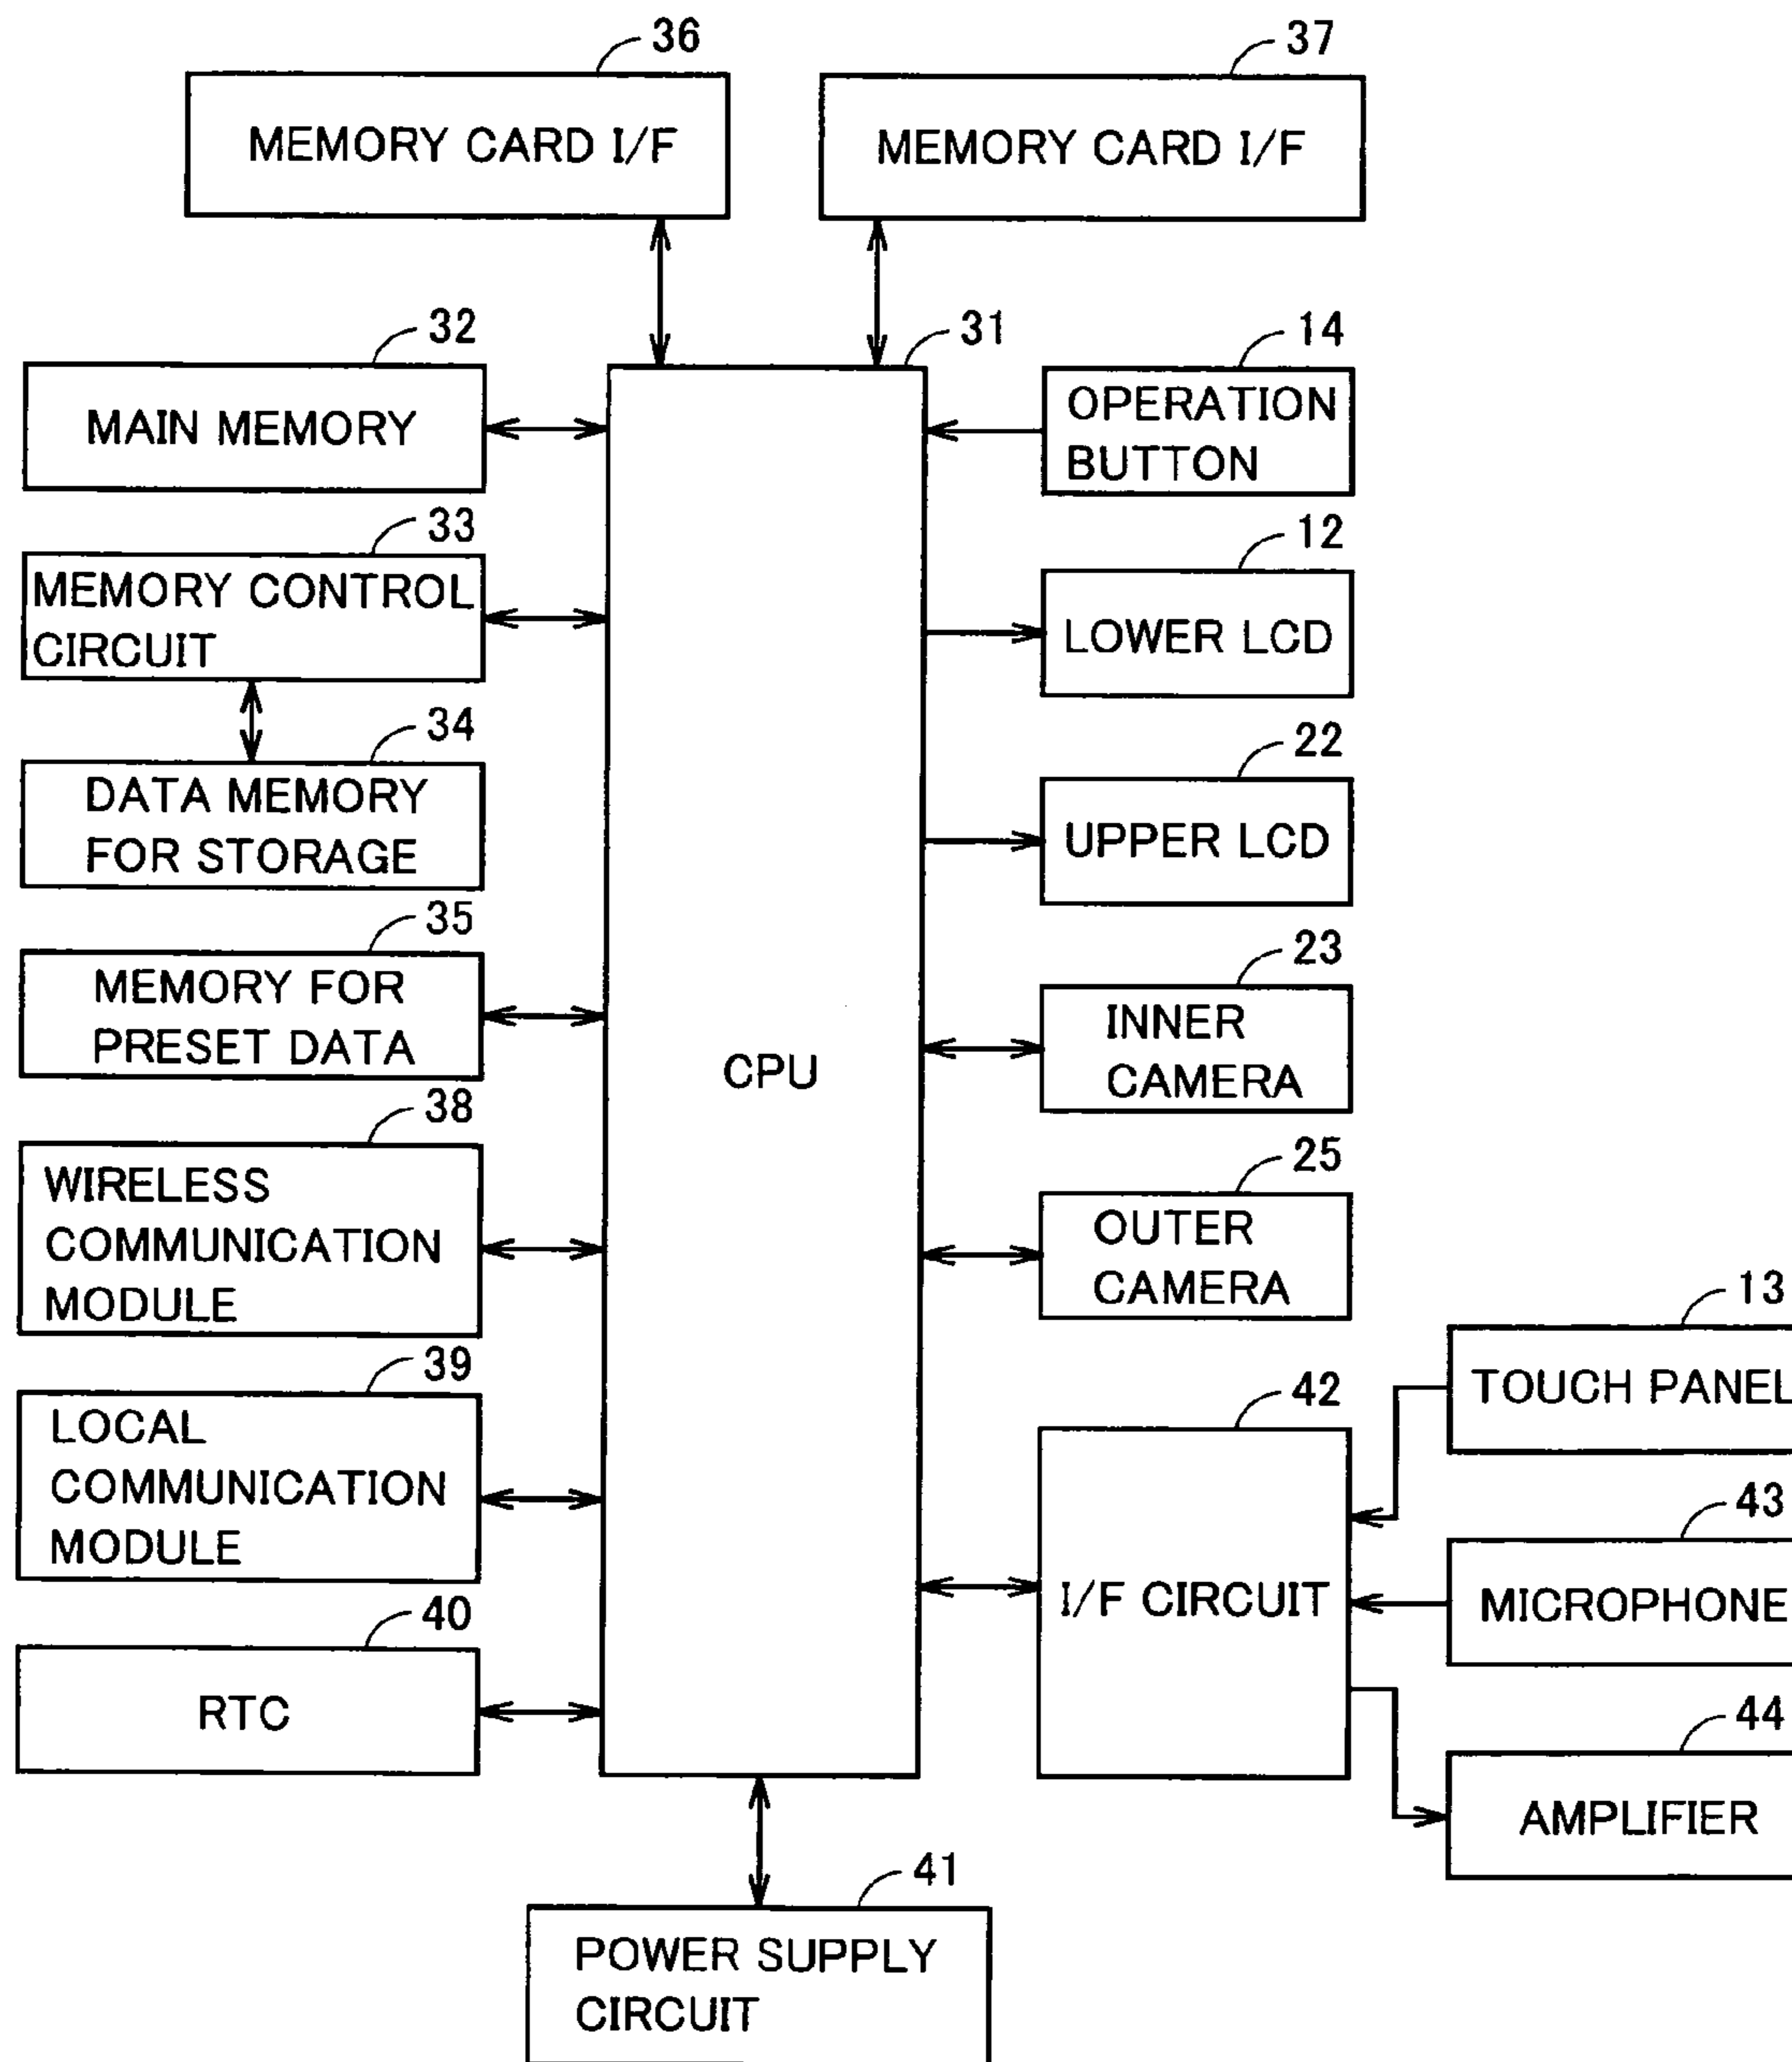 36
MEMORY CARD I/F
37
MEMORY CARD I/F
32
MAIN MEMORY
33
MEMORY CONTROL
CIRCUIT
34
DATA MEMORY
FOR STORAGE
35
MEMORY FOR
PRESET DATA
38
WIRELESS
COMMUNICATION
MODULE
39
LOCAL
COMMUNICATION
MODULE
40
RTC
31
CPU
14
OPERATION
BUTTON
12
LOWER LCD
22
UPPER LCD
23
INNER
CAMERA
25
OUTER
CAMERA
42
I/F CIRCUIT
13
TOUCH PANEL
43
MICROPHONE
44
AMPLIFIER
41
POWER SUPPLY
CIRCUIT